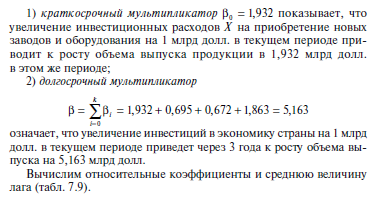 1) краткосрочный мультипликатор β₀ = 1,932 показывает, что
увеличение инвестиционных расходов X на приобретение новых
заводов и оборудования на 1 млрд долл. в текущем периоде при-
водит к росту объема выпуска продукции в 1,932 млрд долл.
в этом же периоде;
2) долгосрочный мультипликатор
β = ∑ᵢ₌₀ᵏ βᵢ = 1,932 + 0,695 + 0,672 + 1,863 = 5,163
означает, что увеличение инвестиций в экономику страны на 1 млрд
долл. в текущем периоде приведет через 3 года к росту объема вы-
пуска на 5,163 млрд долл.
Вычислим относительные коэффициенты и среднюю величину
лага (табл. 7.9).